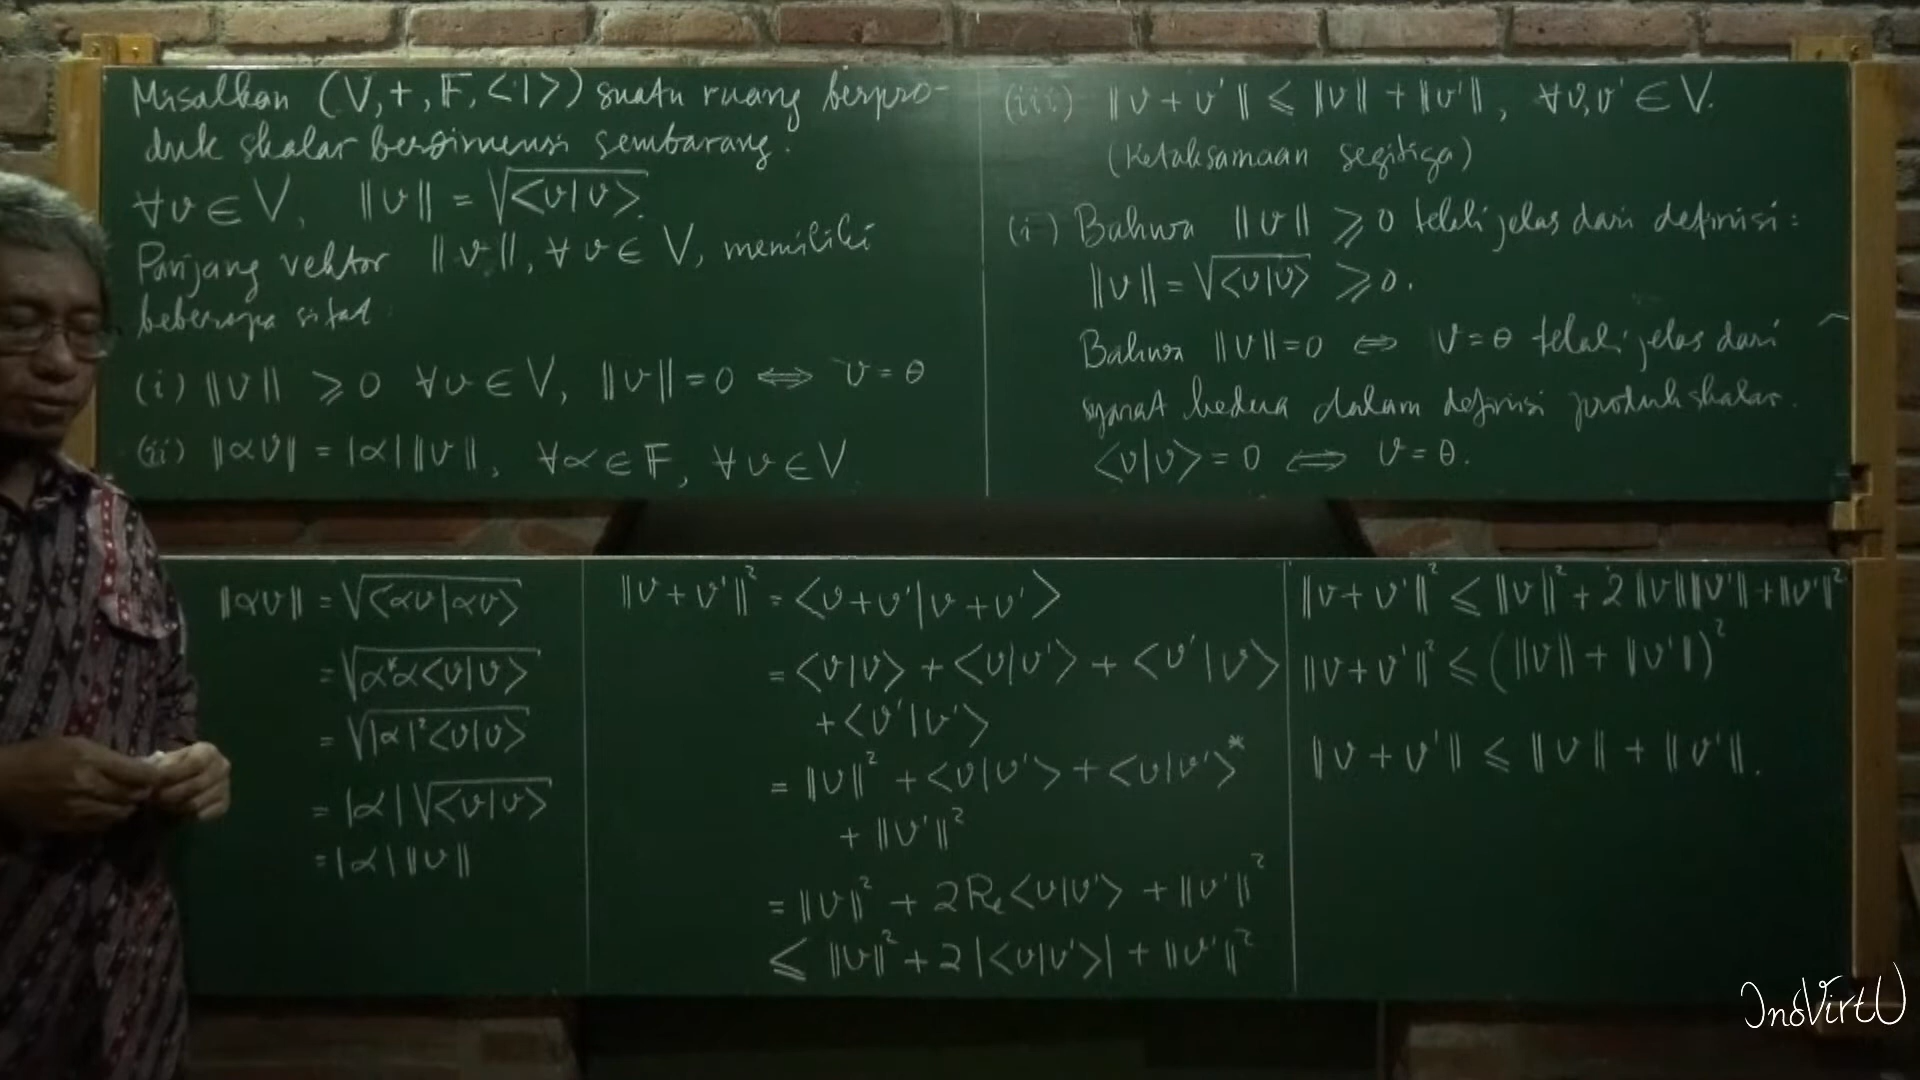 Misalkan (V, +, F, <|>) suatu ruang berpro-
duk skalar berdimensi sembarang.
∀v ∈ V, ‖v‖ = √<v|v>.
Panjang vektor ‖v‖, ∀v ∈ V, memiliki
beberapa sifat
(i) ‖v‖ ⩾ 0 ∀v ∈ V, ‖v‖ = 0 ⟺ v = θ
(ii) ‖αv‖ = |α| ‖v‖, ∀α ∈ F, ∀v ∈ V
(iii) ‖v + v'‖ ⩽ ‖v‖ + ‖v'‖, ∀v,v' ∈ V.
(Ketaksamaan segitiga)
(i) Bahwa ‖v‖ ⩾ 0 telah jelas dari definisi:
‖v‖ = √<v|v> ⩾ 0.
Bahwa ‖v‖=0 ⟺ v=θ telah jelas dari
syarat kedua dalam definisi produk skalar.
<v|v> = 0 ⟺ v = θ.
‖αv‖ = √<αv|αv>
= √α*α<v|v>
= √|α|²<v|v>
= |α|√<v|v>
= |α| ‖v‖
‖v + v'‖² = <v+v'|v+v'>
= <v|v> + <v|v'> + <v'|v>
+ <v'|v'>
= ‖v‖² + <v|v'> + <v|v'>*
+ ‖v'‖²
= ‖v‖² + 2Re<v|v'> + ‖v'‖²
⩽ ‖v‖² + 2|<v|v'>| + ‖v'‖²
‖v + v'‖² ⩽ ‖v‖² + 2‖v‖‖v'‖ + ‖v'‖²
‖v + v'‖² ⩽ (‖v‖ + ‖v'‖)²
‖v + v'‖ ⩽ ‖v‖ + ‖v'‖.
InoVirtU